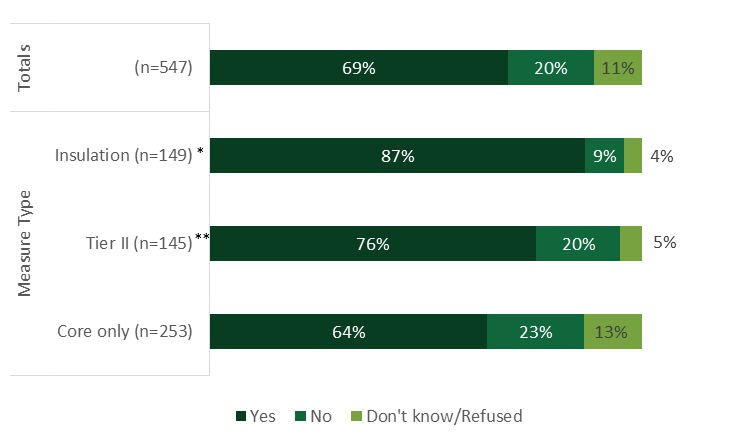 Totals
(n=547)
69%
20%
11%
Measure Type
Insulation (n=149) *
87%
9%
4%
Tier II (n=145) **
76%
20%
5%
Core only (n=253)
64%
23%
13%
Yes
No
Don't know/Refused